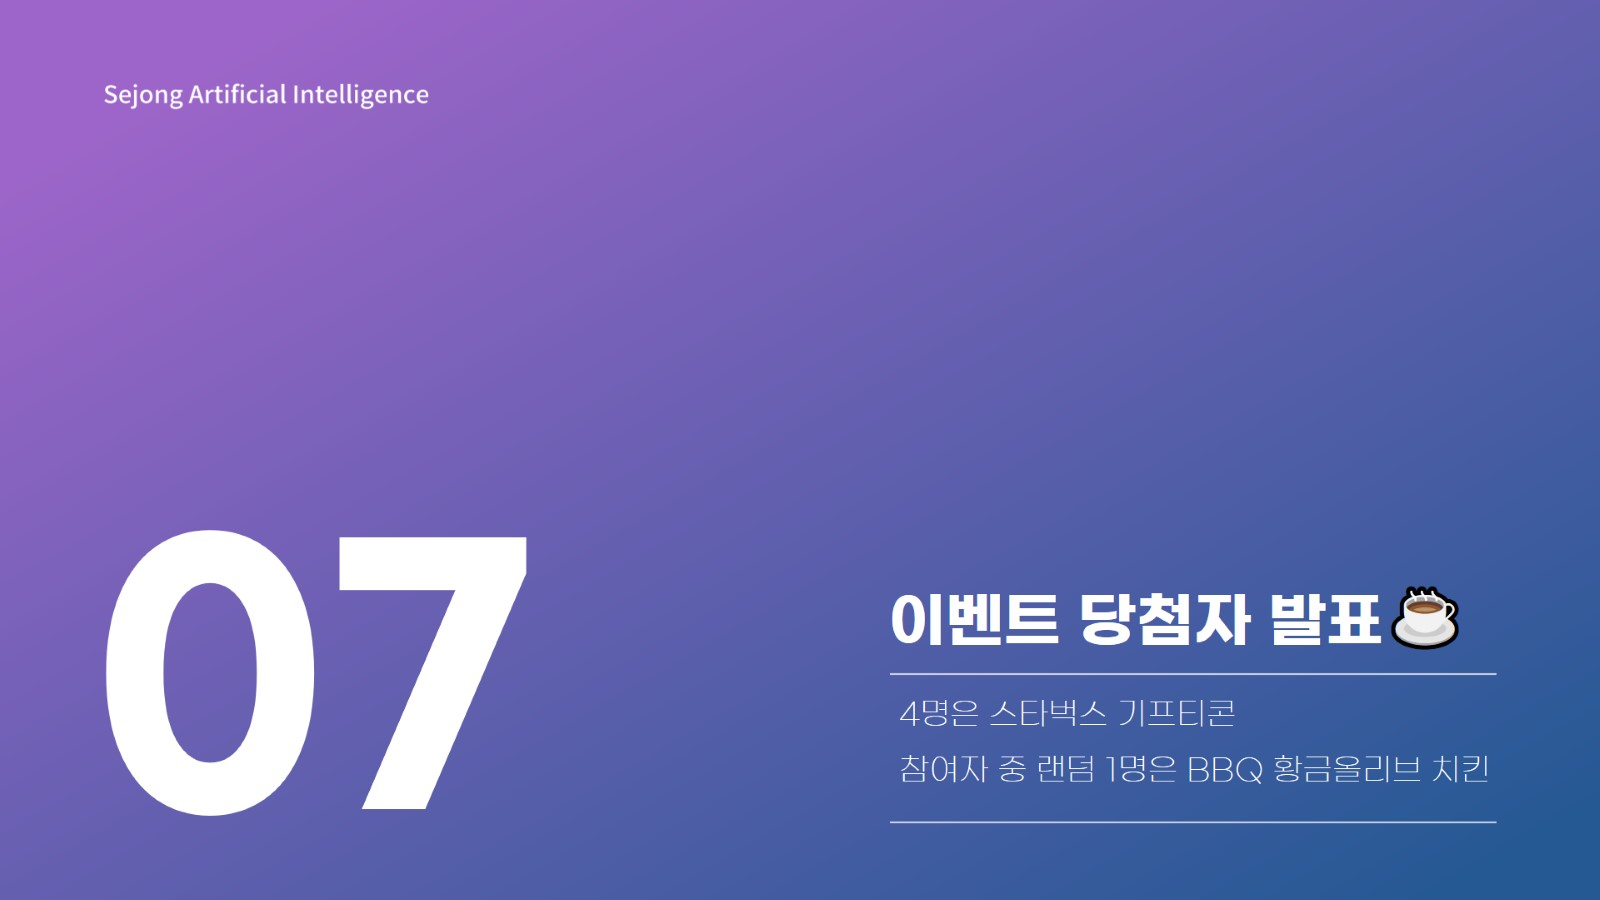 Sejong Artificial Intelligence
07
이벤트 당첨자 발표☕
4명은 스타벅스 기프티콘
참여자 중 랜덤 1명은 BBQ 황금올리브 치킨